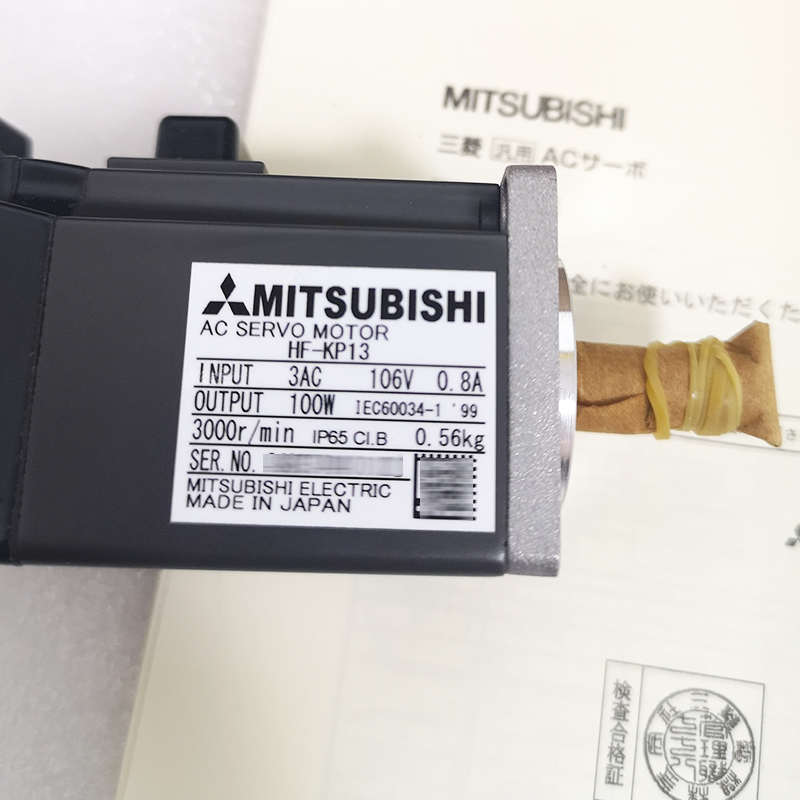 MITSUBISHI
三菱 汎用 ACサーボ
全にお使いいただくた
MITSUBISHI
AC SERVO MOTOR
HF-KP13
INPUT 3AC 106V 0.8A
OUTPUT 100W IEC60034-1 '99
3000r/min IP65 CI.B 0.56kg
SER.NO.
MITSUBISHI ELECTRIC
MADE IN JAPAN
検査合格証